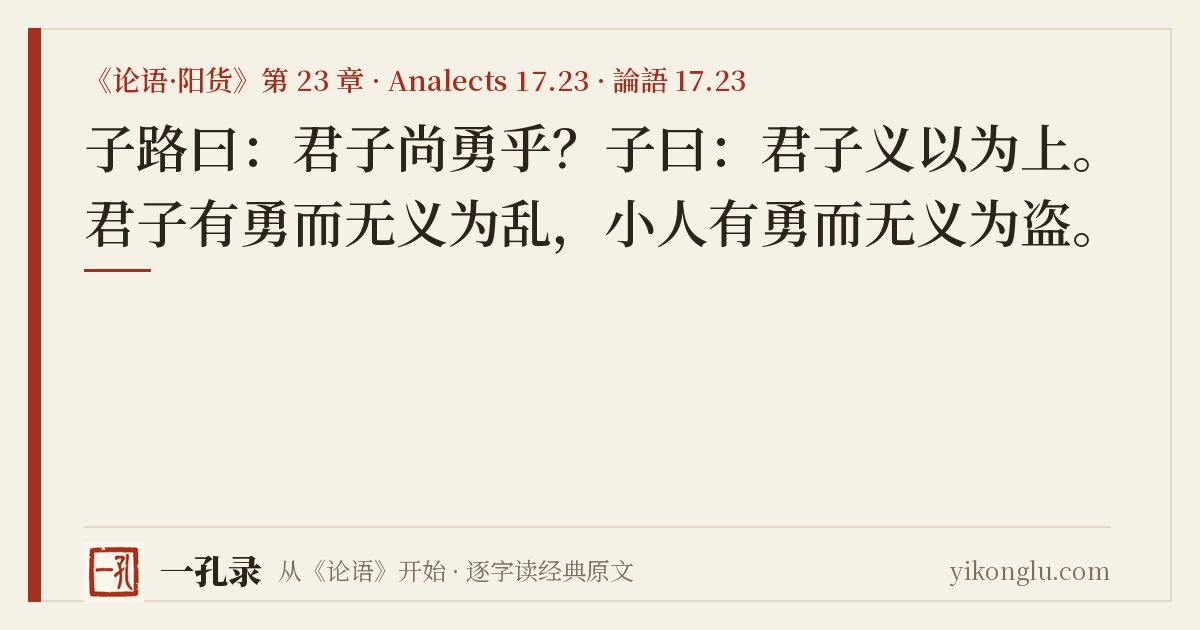 《论语·阳货》第 23 章 · Analects 17.23 · 論語 17.23
子路曰：君子尚勇乎？子曰：君子义以为上。
君子有勇而无义为乱，小人有勇而无义为盗。
一孔
一孔录 从《论语》开始 · 逐字读经典原文 yikonglu.com